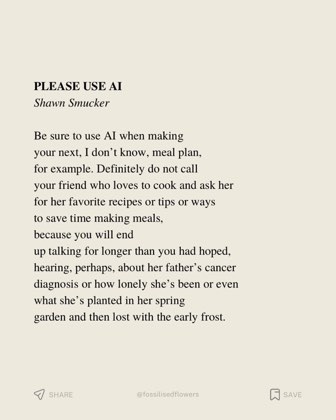 PLEASE USE AI
Shawn Smucker
Be sure to use AI when making
your next, I don’t know, meal plan,
for example. Definitely do not call
your friend who loves to cook and ask her
for her favorite recipes or tips or ways
to save time making meals,
because you will end
up talking for longer than you had hoped,
hearing, perhaps, about her father’s cancer
diagnosis or how lonely she’s been or even
what she’s planted in her spring
garden and then lost with the early frost.
SHARE
@fossilisedflowers
SAVE